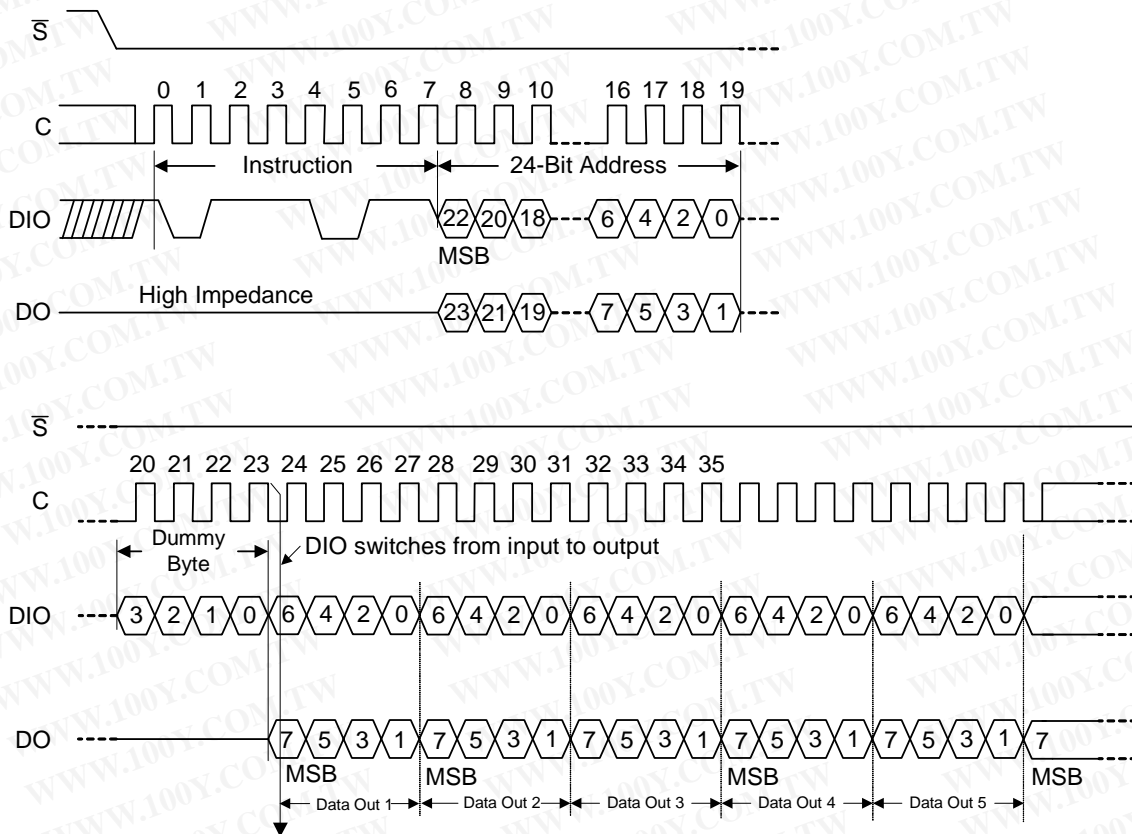 S
0 1 2 3 4 5 6 7 8 9 10 16 17 18 19
C
Instruction 24-Bit Address
DIO 22 20 18 6 4 2 0
MSB
High Impedance
DO 23 21 19 7 5 3 1
S
20 21 22 23 24 25 26 27 28 29 30 31 32 33 34 35
C
Dummy
Byte
DIO switches from input to output
DIO 3 2 1 0 6 4 2 0 6 4 2 0 6 4 2 0 6 4 2 0 6 4 2 0
DO 7 5 3 1 7 5 3 1 7 5 3 1 7 5 3 1 7 5 3 1 7
MSB MSB MSB MSB
Data Out 1 Data Out 2 Data Out 3 Data Out 4 Data Out 5
WWW.100Y.COM.TW